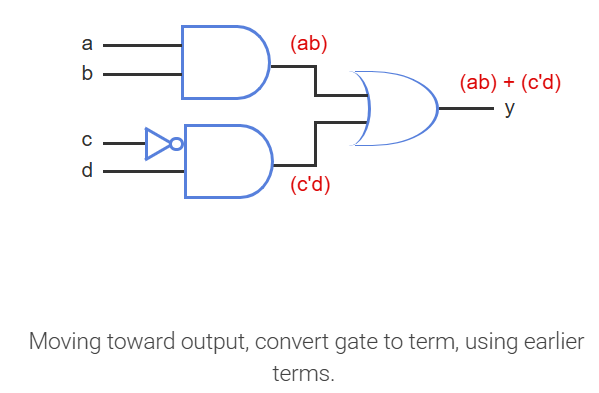 a
(ab)
b
(ab) + (c'd)
y
c
d
(c'd)
Moving toward output, convert gate to term, using earlier
terms.